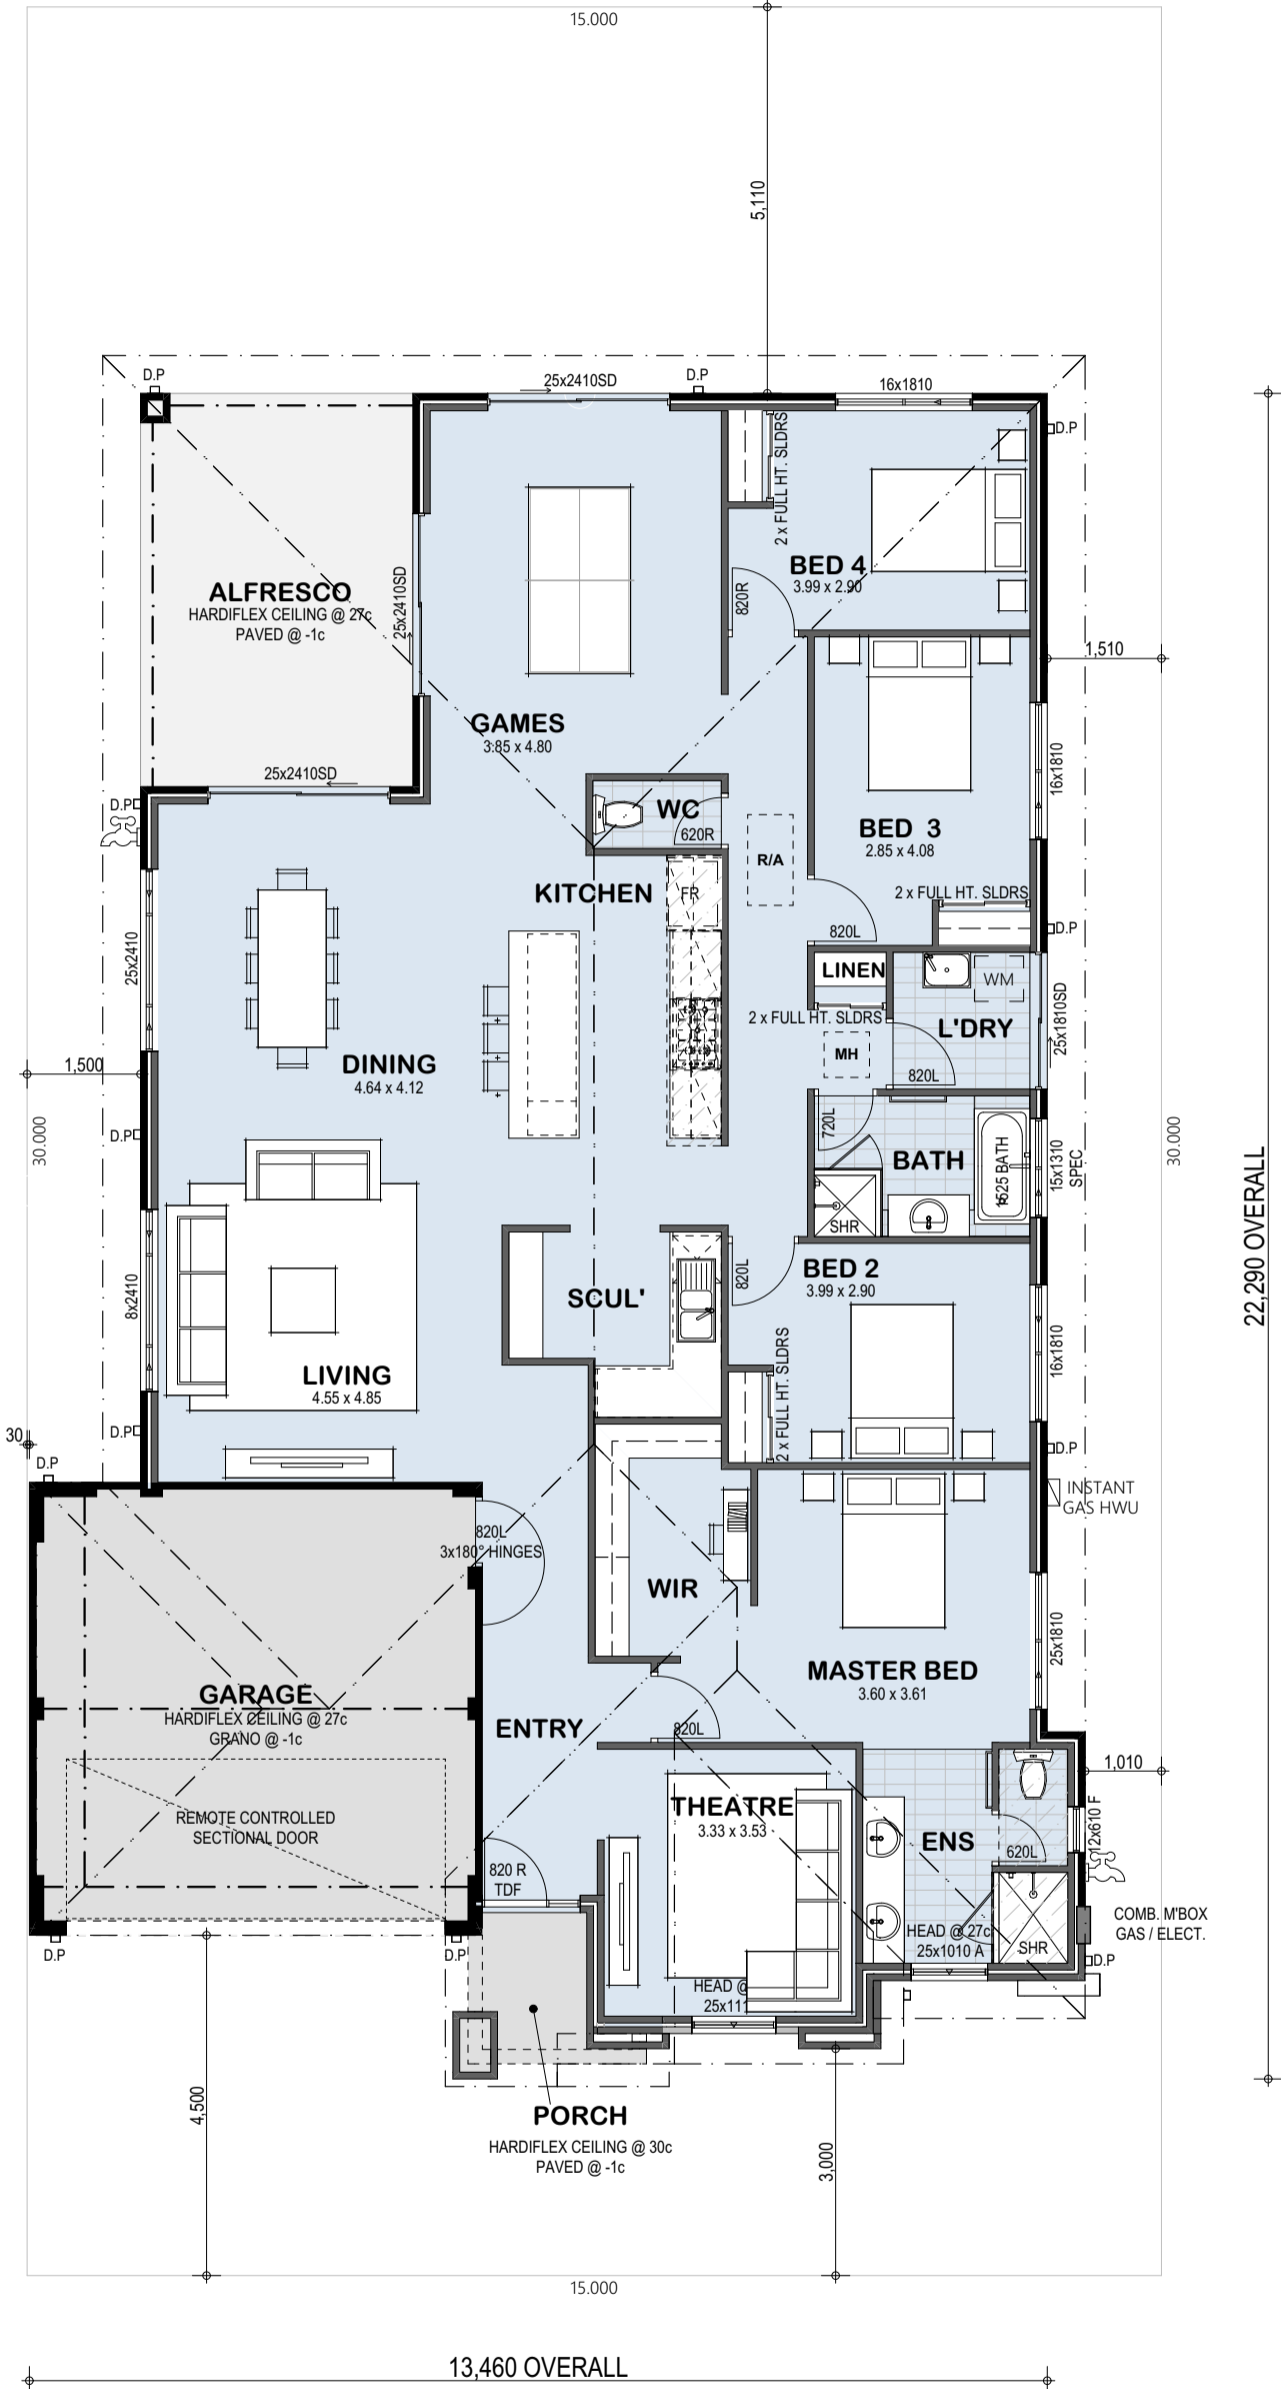 15.000
5,110
D.P
25x2410SD
D.P
16x1810
D.P
2 x FULL HT. SLDRS
BED 4
3.99 x 2.90
820R
ALFRESCO
HARDIFLEX CEILING @ 27c
PAVED @ -1c
25x2410SD
1,510
GAMES
3.85 x 4.80
25x2410SD
16x1810
D.P
WC
620R
BED 3
2.85 x 4.08
R/A
KITCHEN
FR
2 x FULL HT. SLDRS
820L
D.P
25x2410
LINEN
WM
2 x FULL HT. SLDRS
L'DRY
25x1810SD
MH
820L
DINING
4.64 x 4.12
1,500
D.P
30.000
720L
BATH
1525 BATH
15x1310
SPEC
30.000
SHR
22,290 OVERALL
820L
BED 2
3.99 x 2.90
8x2410
SCUL'
16x1810
LIVING
4.55 x 4.85
2 x FULL HT. SLDRS
D.P
30
D.P
D.P
INSTANT
GAS HWU
820L
3x180° HINGES
WIR
25x1810
MASTER BED
3.60 x 3.61
GARAGE
HARDIFLEX CEILING @ 27c
GRANO @ -1c
ENTRY
820L
1,010
THEATRE
3.33 x 3.53
REMOTE CONTROLLED
SECTIONAL DOOR
ENS
620L
12x610 F
820 R
TDF
COMB. M'BOX
GAS / ELECT.
HEAD @ 27c
25x1010 A
SHR
D.P
D.P
D.P
HEAD @
25x111
4,500
PORCH
HARDIFLEX CEILING @ 30c
PAVED @ -1c
3,000
15.000
13,460 OVERALL